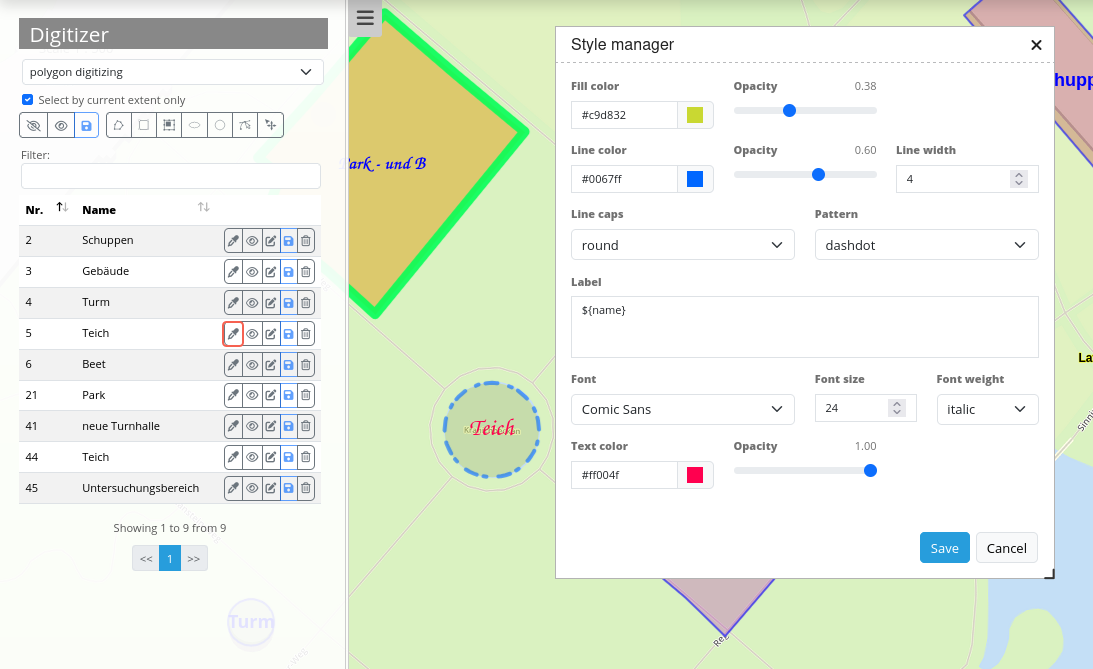 Digitizer
polygon digitizing
Select by current extent only
Filter:
Nr. Name
2 Schuppen
3 Gebäude
4 Turm
5 Teich
6 Beet
21 Park
41 neue Turnhalle
44 Teich
45 Untersuchungsbereich
Showing 1 to 9 from 9
<< 1 >>
Turm
Park - und B
Teich
Style manager
Fill color Opacity 0.38
#c9d832
Line color Opacity 0.60 Line width
#0067ff 4
Line caps Pattern
round dashdot
Label
${name}
Font Font size Font weight
Comic Sans 24 italic
Text color Opacity 1.00
#ff004f
Save Cancel
hupp
La
Sinni
Reg